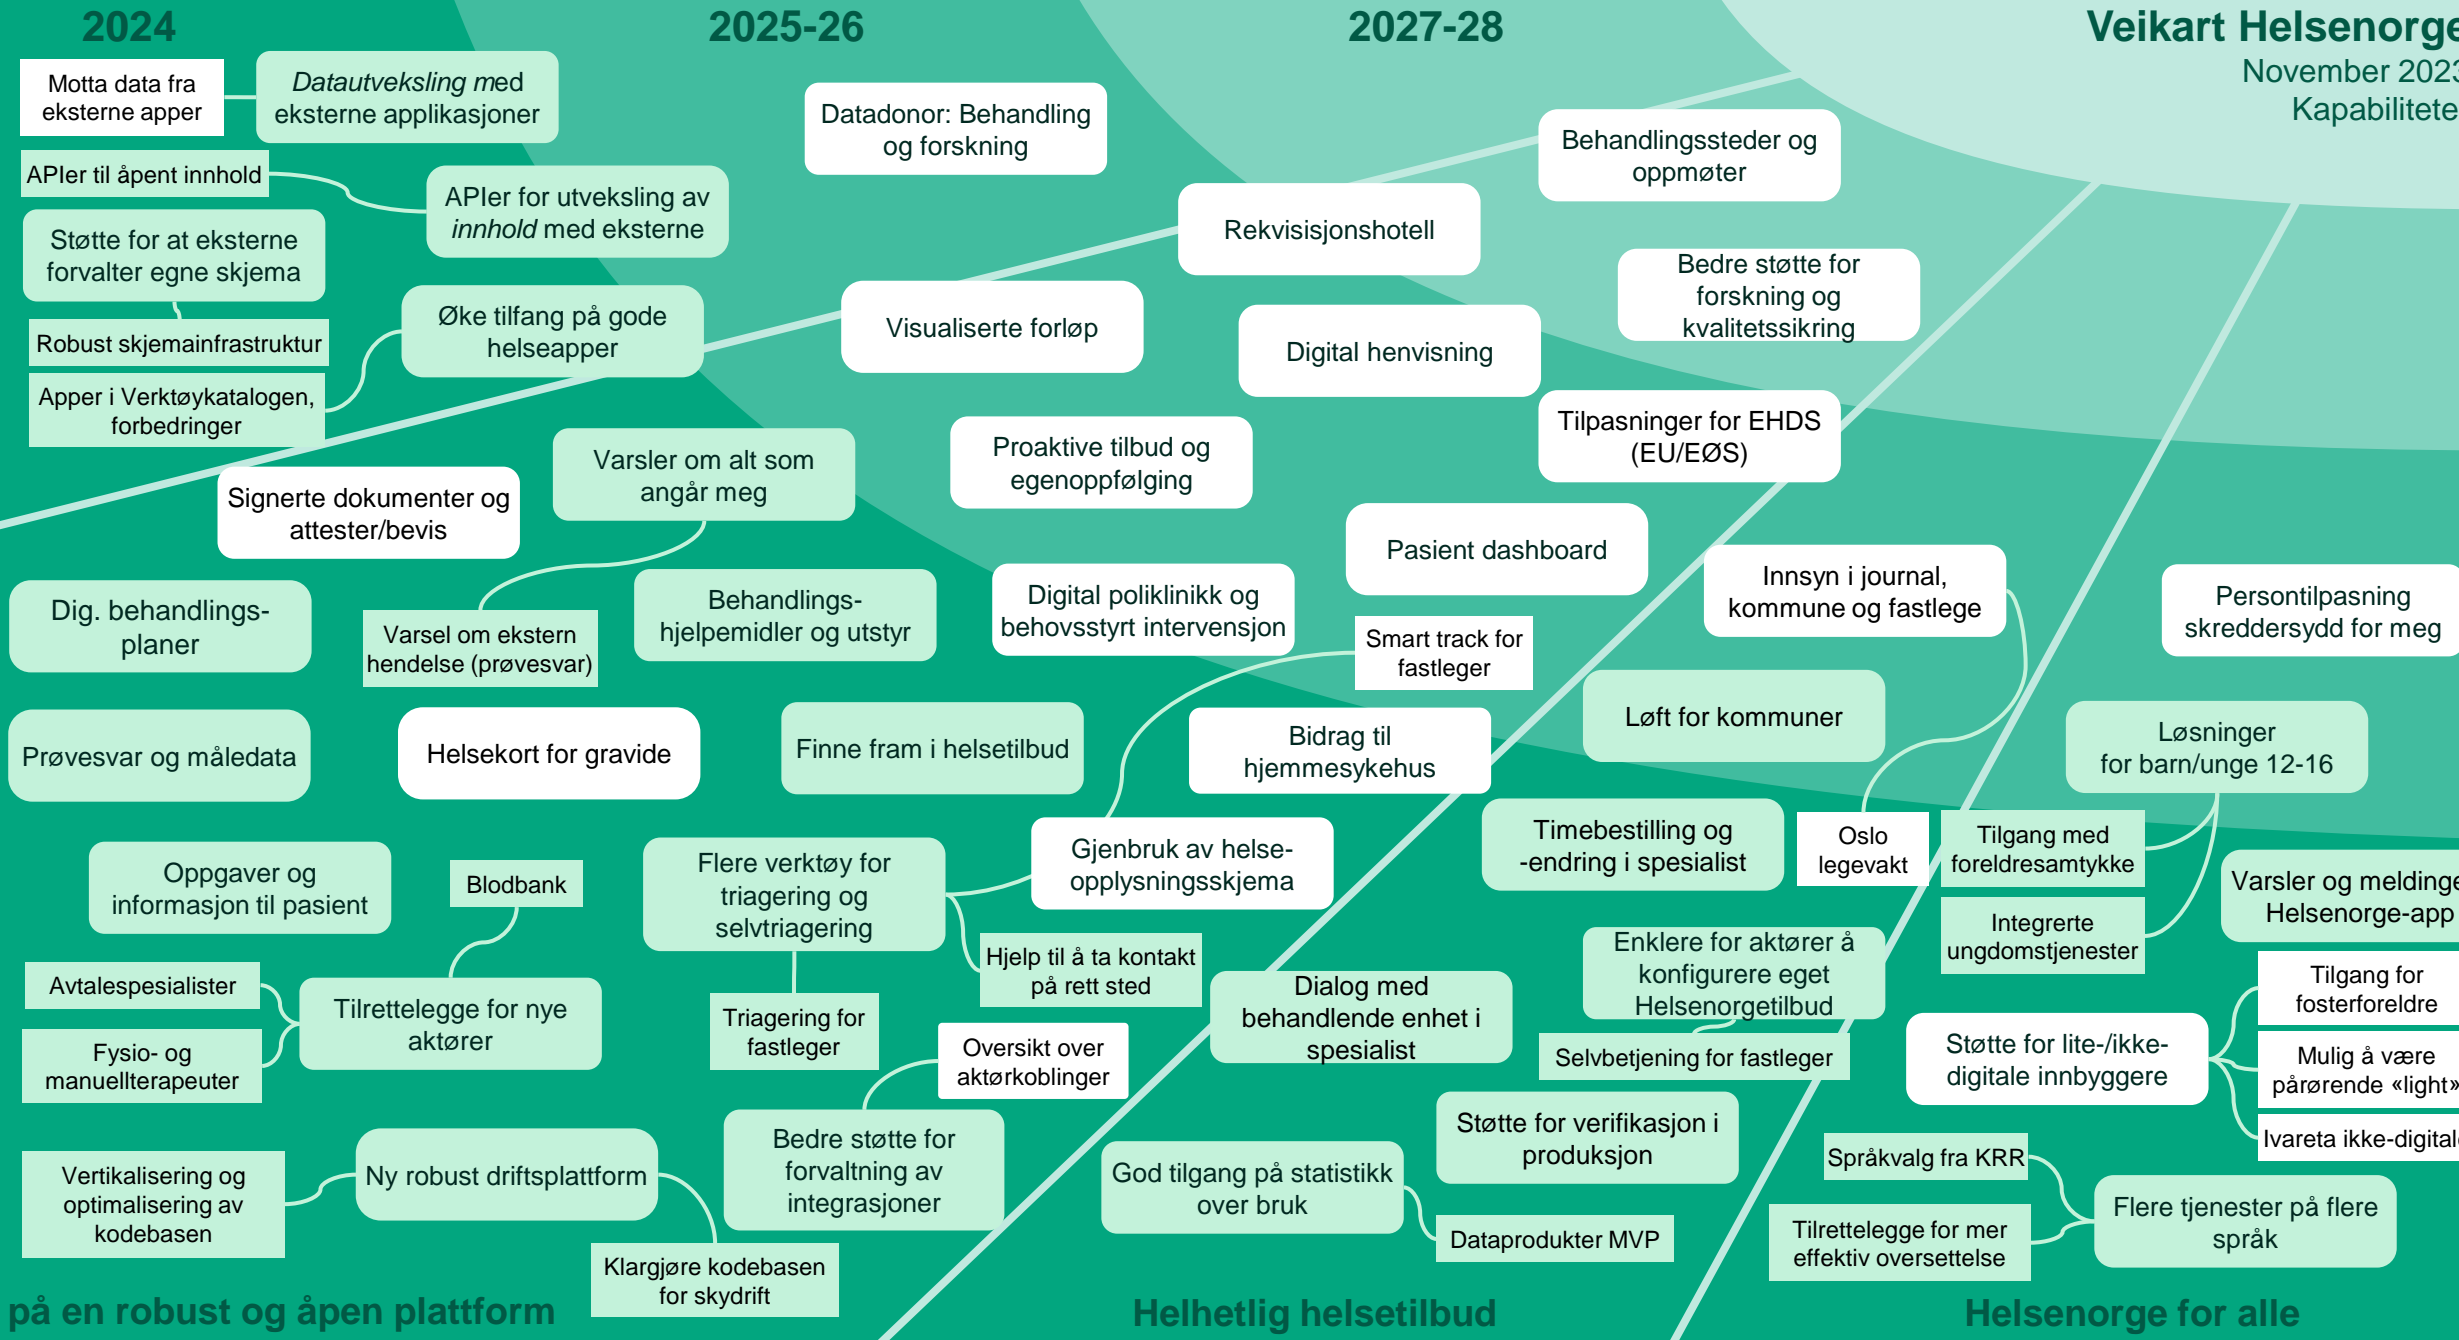 2024
2025-26
2027-28
Veikart Helsenorge
November 2023
Kapabilitete
Motta data fra
eksterne apper
Datautveksling med
eksterne applikasjoner
Datadonor: Behandling
og forskning
Behandlingssteder og
oppmøter
APIer til åpent innhold
APIer for utveksling av
innhold med eksterne
Rekvisisjonshotell
Støtte for at eksterne
forvalter egne skjema
Bedre støtte for
forskning og
kvalitetssikring
Robust skjemainfrastruktur
Øke tilfang på gode
helseapper
Visualiserte forløp
Digital henvisning
Apper i Verktøykatalogen,
forbedringer
Tilpasninger for EHDS
(EU/EØS)
Signerte dokumenter og
attester/bevis
Varsler om alt som
angår meg
Proaktive tilbud og
egenoppfølging
Pasient dashboard
Innsyn i journal,
kommune og fastlege
Persontilpasning
skreddersydd for meg
Dig. behandlings-
planer
Varsel om ekstern
hendelse (prøvesvar)
Behandlings-
hjelpemidler og utstyr
Digital poliklinikk og
behovsstyrt intervensjon
Smart track for
fastleger
Løft for kommuner
Løsninger
for barn/unge 12-16
Prøvesvar og måledata
Helsekort for gravide
Finne fram i helsetilbud
Bidrag til
hjemmesykehus
Oppgaver og
informasjon til pasient
Blodbank
Flere verktøy for
triagering og
selvtriagering
Gjenbruk av helse-
opplysningsskjema
Timebestilling og
-endring i spesialist
Oslo
legevakt
Tilgang med
foreldresamtykke
Varsler og meldinge
Helsenorge-app
Integrerte
ungdomstjenester
Avtalespesialister
Tilrettelegge for nye
aktører
Hjelp til å ta kontakt
på rett sted
Enklere for aktører å
konfigurere eget
Helsenorgetilbud
Tilgang for
fosterforeldre
Fysio- og
manuellterapeuter
Triagering for
fastleger
Oversikt over
aktørkoblinger
Dialog med
behandlende enhet i
spesialist
Selvbetjening for fastleger
Støtte for lite-/ikke-
digitale innbyggere
Mulig å være
pårørende «light»
Ivareta ikke-digitale
Vertikalisering og
optimalisering av
kodebasen
Ny robust driftsplattform
Bedre støtte for
forvaltning av
integrasjoner
God tilgang på statistikk
over bruk
Støtte for verifikasjon i
produksjon
Språkvalg fra KRR
Flere tjenester på flere
språk
Klargjøre kodebasen
for skydrift
Dataprodukter MVP
Tilrettelegge for mer
effektiv oversettelse
på en robust og åpen plattform
Helhetlig helsetilbud
Helsenorge for alle